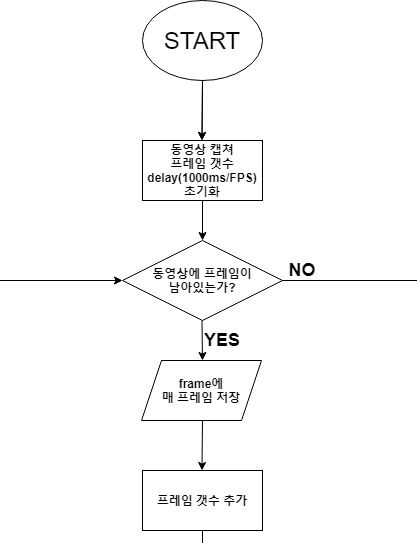 START
동영상 캡쳐
프레임 갯수
delay(1000ms/FPS)
초기화
동영상에 프레임이
남아있는가?
NO
YES
frame에
매 프레임 저장
프레임 갯수 추가